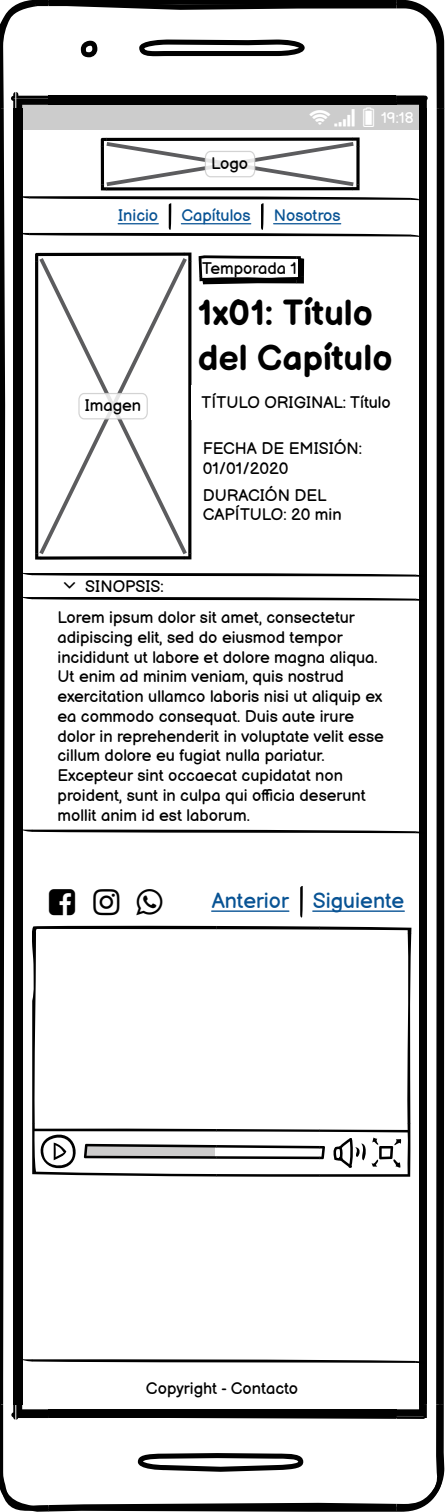 19:18
Logo
Inicio Capítulos Nosotros
Temporada 1
1x01: Título
del Capítulo
Imagen
TÍTULO ORIGINAL: Título
FECHA DE EMISIÓN:
01/01/2020
DURACIÓN DEL
CAPÍTULO: 20 min
SINOPSIS:
Lorem ipsum dolor sit amet, consectetur
adipiscing elit, sed do eiusmod tempor
incididunt ut labore et dolore magna aliqua.
Ut enim ad minim veniam, quis nostrud
exercitation ullamco laboris nisi ut aliquip ex
ea commodo consequat. Duis aute irure
dolor in reprehenderit in voluptate velit esse
cillum dolore eu fugiat nulla pariatur.
Excepteur sint occaecat cupidatat non
proident, sunt in culpa qui officia deserunt
mollit anim id est laborum.
Anterior Siguiente
Copyright - Contacto